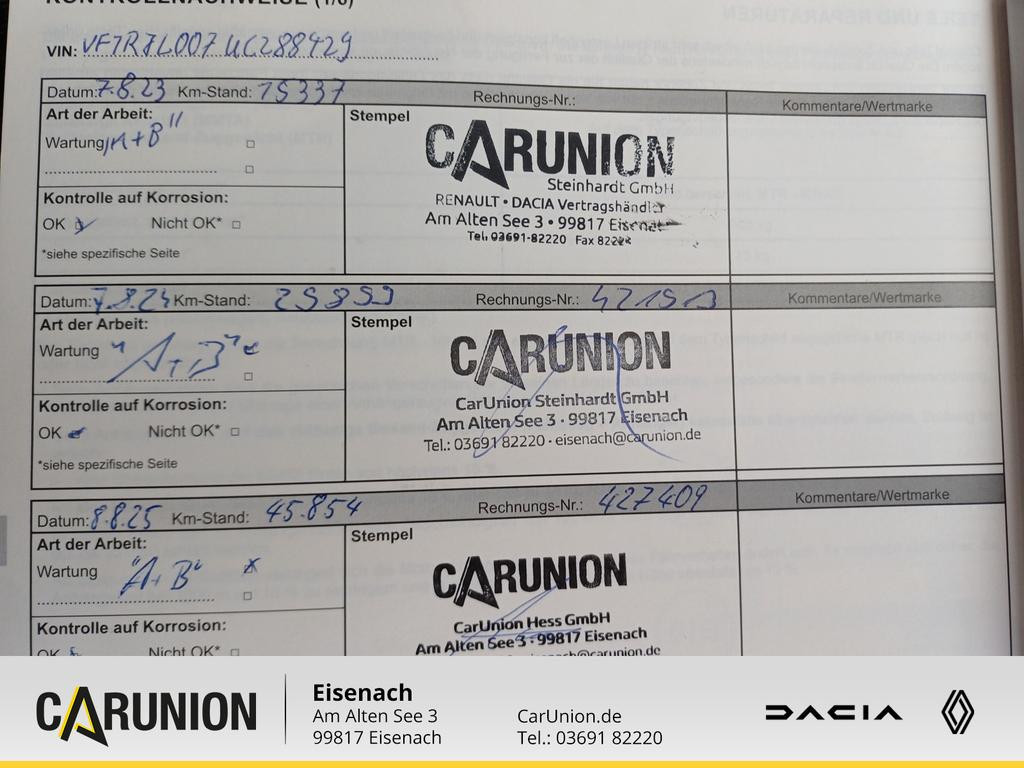 KONTROLLNACHWEISE (1/6)
VIN: VF1RJL007UC288429
Datum: 7.8.23 Km-Stand: 15337 Rechnungs-Nr.: Kommentare/Wertmarke
Art der Arbeit: Stempel
Wartung "A+B"
CARUNION
Steinhardt GmbH
Kontrolle auf Korrosion:
RENAULT • DACIA Vertragshändler
OK Nicht OK*
Am Alten See 3 • 99817 Eisenach
Tel. 03691-82220 Fax
*siehe spezifische Seite
Datum: 7.8.24 Km-Stand: Rechnungs-Nr.: Kommentare/Wertmarke
Art der Arbeit: Stempel
Wartung "A+B"
CARUNION
CarUnion Steinhardt GmbH
Kontrolle auf Korrosion:
Am Alten See 3 · 99817 Eisenach
OK Nicht OK*
Tel.: 03691 82220 · eisenach@carunion.de
*siehe spezifische Seite
Datum: 8.8.25 Km-Stand: 45.854 Rechnungs-Nr.: 427409 Kommentare/Wertmarke
Art der Arbeit: Stempel
Wartung "A+B" x
CARUNION
CarUnion Hess GmbH
Kontrolle auf Korrosion:
Am Alten See 3 · 99817 Eisenach
OK Nicht OK*
CARUNION
Eisenach
Am Alten See 3
99817 Eisenach
CarUnion.de
Tel.: 03691 82220
DACIA